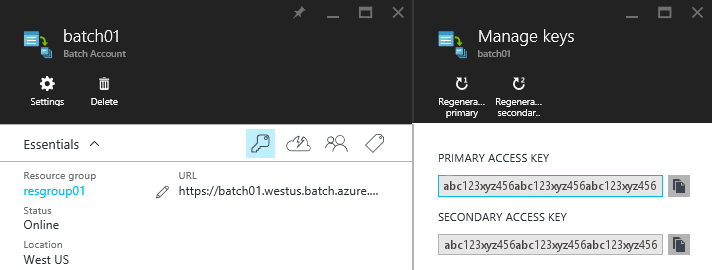 batch01
Batch Account
Settings
Delete
Essentials
Resource group
resgroup01
URL
https://batch01.westus.batch.azure....
Status
Online
Location
West US
Manage keys
batch01
Regenera...
primary
Regenera...
secondar..
PRIMARY ACCESS KEY
abc123xyz456abc123xyz456abc123xyz456
SECONDARY ACCESS KEY
abc123xyz456abc123xyz456abc123xyz456